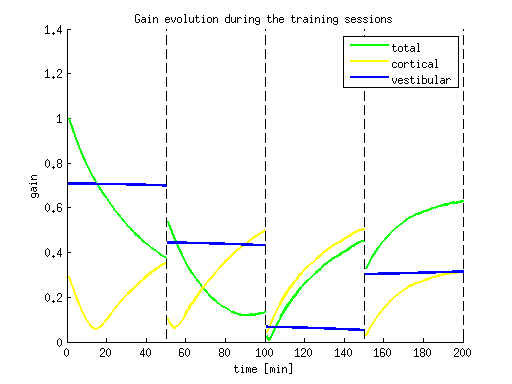 Gain evolution during the training sessions
1.4
1.2
1
0.8
0.6
0.4
0.2
0
gain
total
cortical
vestibular
0 20 40 60 80 100 120 140 160 180 200
time [min]